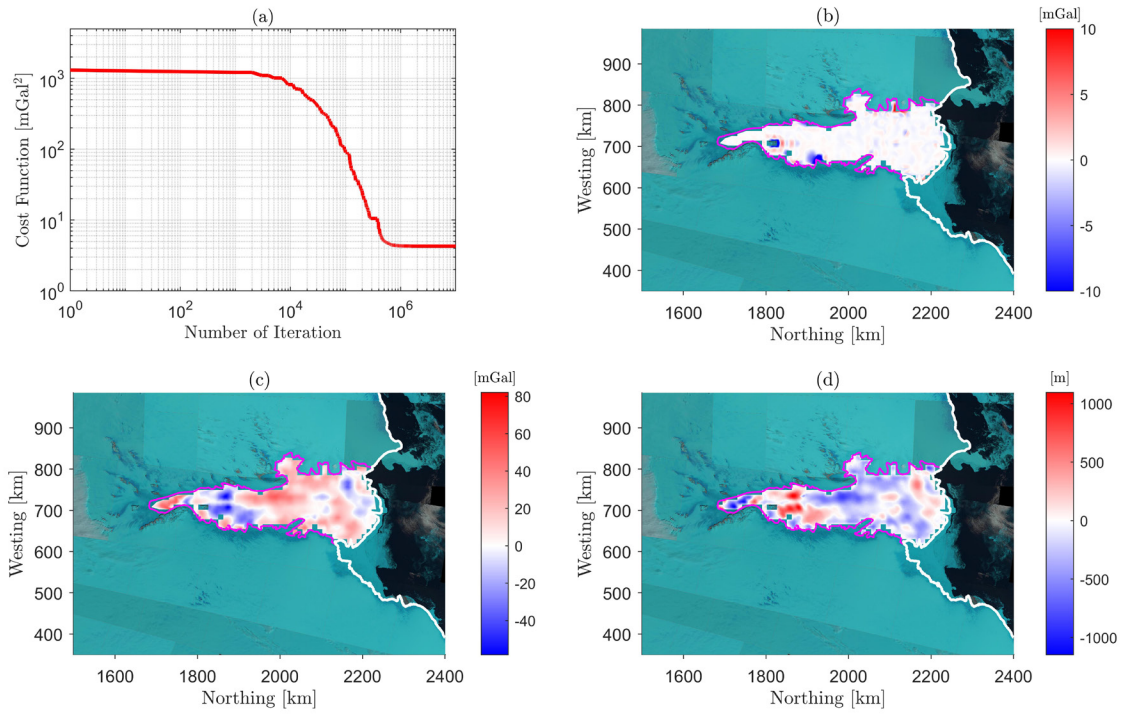 (a)
Cost Function [mGal²]
10³
10²
10¹
10⁰
10⁰ 10² 10⁴ 10⁶
Number of Iteration
(b)
[mGal]
Westing [km]
900
800
700
600
500
400
1600 1800 2000 2200 2400
Northing [km]
10
5
0
-5
-10
(c)
[mGal]
Westing [km]
900
800
700
600
500
400
1600 1800 2000 2200 2400
Northing [km]
80
60
40
20
0
-20
-40
(d)
[m]
Westing [km]
900
800
700
600
500
400
1600 1800 2000 2200 2400
Northing [km]
1000
500
0
-500
-1000